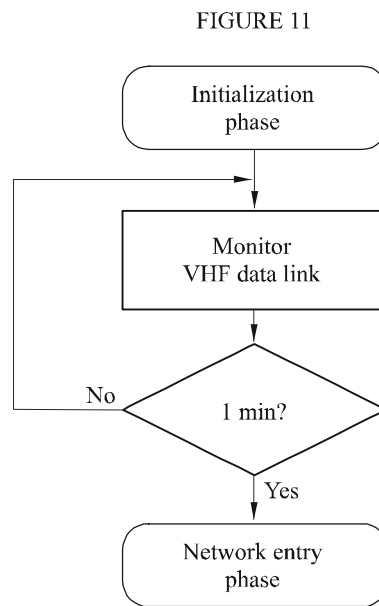 FIGURE 11
Initialization
phase
Monitor
VHF data link
No
1 min?
Yes
Network entry
phase